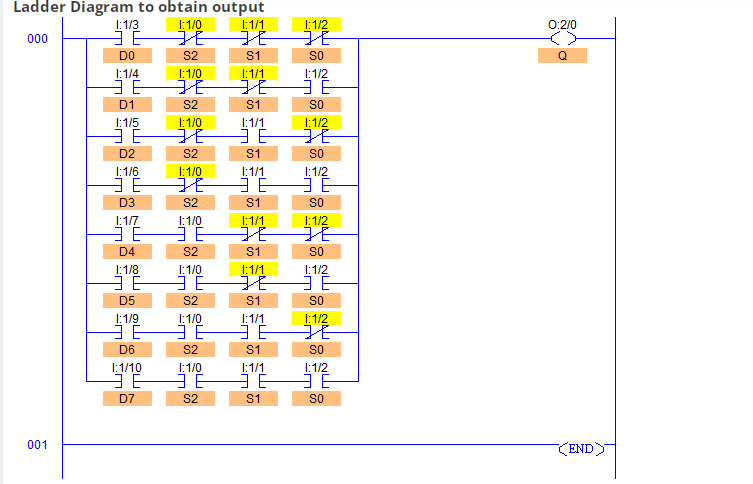 Ladder Diagram to obtain output
I:1/3 I:1/0 I:1/1 I:1/2 O:2/0
000
D0 S2 S1 S0 Q
I:1/4 I:1/0 I:1/1 I:1/2
D1 S2 S1 S0
I:1/5 I:1/0 I:1/1 I:1/2
D2 S2 S1 S0
I:1/6 I:1/0 I:1/1 I:1/2
D3 S2 S1 S0
I:1/7 I:1/0 I:1/1 I:1/2
D4 S2 S1 S0
I:1/8 I:1/0 I:1/1 I:1/2
D5 S2 S1 S0
I:1/9 I:1/0 I:1/1 I:1/2
D6 S2 S1 S0
I:1/10 I:1/0 I:1/1 I:1/2
D7 S2 S1 S0
001 END